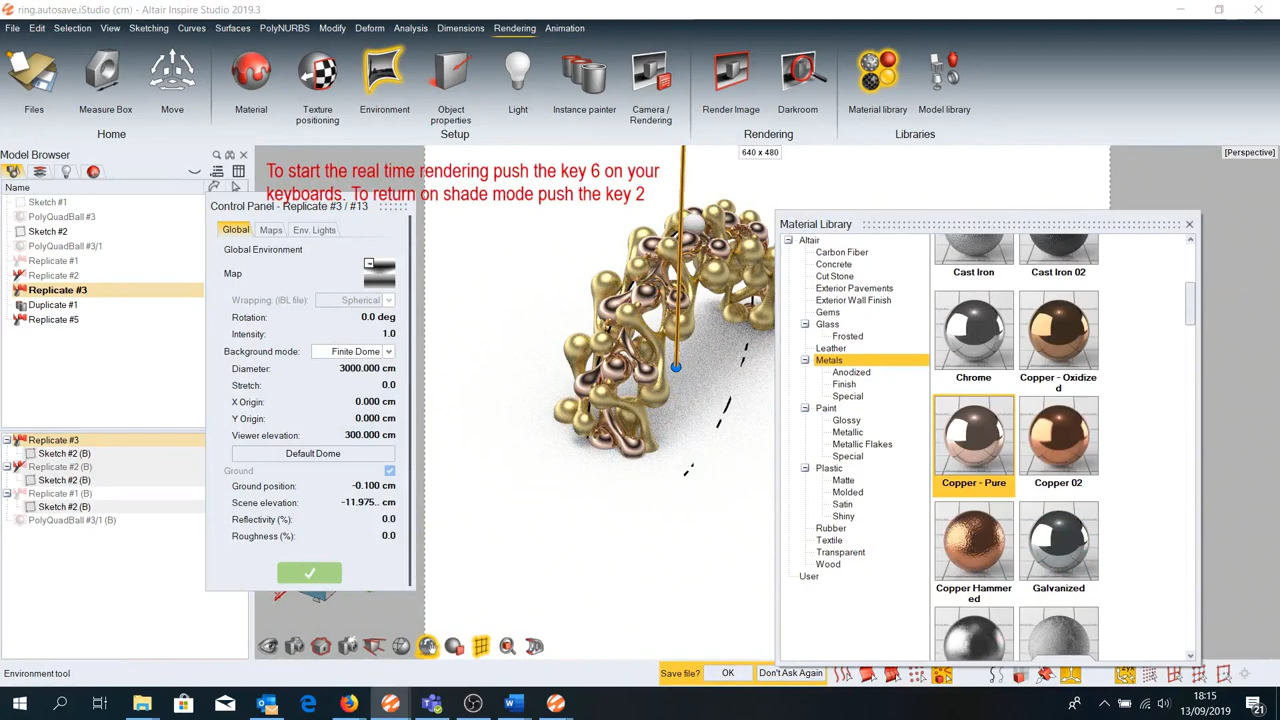 ring.autosave.iStudio (cm) - Altair Inspire Studio 2019.3
File Edit Selection View Sketching Curves Surfaces PolyNURBS Modify Deform Analysis Dimensions Rendering Animation
Files Measure Box Move Material Texture positioning Environment Object properties Light Instance painter Camera / Rendering Render Image Darkroom Material library Model library
Home Setup Rendering Libraries
Model Browser
640 x 480
[Perspective]
To start the real time rendering push the key 6 on your
keyboards. To return on shade mode push the key 2
Name
Sketch #1
PolyQuadBall #3
Sketch #2
PolyQuadBall #3/1
Replicate #1
Replicate #2
Replicate #3
Duplicate #1
Replicate #5
Replicate #3
Sketch #2 (B)
Replicate #2 (B)
Sketch #2 (B)
Replicate #1 (B)
Sketch #2 (B)
PolyQuadBall #3/1 (B)
Control Panel - Replicate #3 / #13
Global Maps Env. Lights
Global Environment
Map
Wrapping: (IBL file): Spherical
Rotation: 0.0 deg
Intensity: 1.0
Background mode: Finite Dome
Diameter: 3000.000 cm
Stretch: 0.0
X Origin: 0.000 cm
Y Origin: 0.000 cm
Viewer elevation: 300.000 cm
Default Dome
Ground
Ground position: -0.100 cm
Scene elevation: -11.975.. cm
Reflectivity (%): 0.0
Roughness (%): 0.0
Material Library
Altair
Carbon Fiber
Concrete
Cut Stone
Exterior Pavements
Exterior Wall Finish
Gems
Glass
Frosted
Leather
Metals
Anodized
Finish
Special
Paint
Glossy
Metallic
Metallic Flakes
Special
Plastic
Matte
Molded
Satin
Shiny
Rubber
Textile
Transparent
Wood
User
Cast Iron Cast Iron 02
Chrome Copper - Oxidize
d
Copper - Pure Copper 02
Copper Hammer Galvanized
ed
Environment tool
Save file? OK Don't Ask Again
18:15
13/09/2019
21